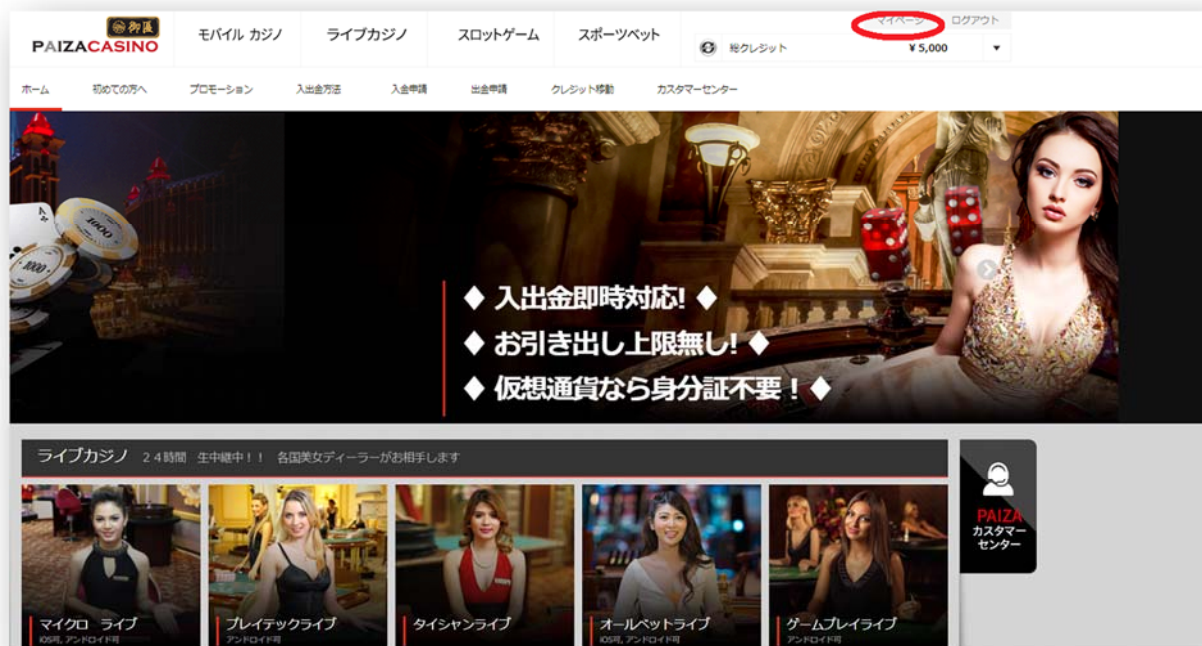 御匾
PAIZACASINO
モバイル カジノ
ライブカジノ
スロットゲーム
スポーツベット
マイページ
ログアウト
総クレジット
¥ 5,000
ホーム
初めての方へ
プロモーション
入出金方法
入金申請
出金申請
クレジット移動
カスタマーセンター
1000
1000
◆ 入出金即時対応! ◆
◆ お引き出し上限無し! ◆
◆ 仮想通貨なら身分証不要！◆
ライブカジノ 24時間 生中継中！！ 各国美女ディーラーがお相手します
PAIZA
カスタマー
センター
マイクロ ライブ
iOS可, アンドロイド可
プレイテックライブ
アンドロイド可
タイシャンライブ
オールベットライブ
iOS可, アンドロイド可
ゲームプレイライブ
アンドロイド可